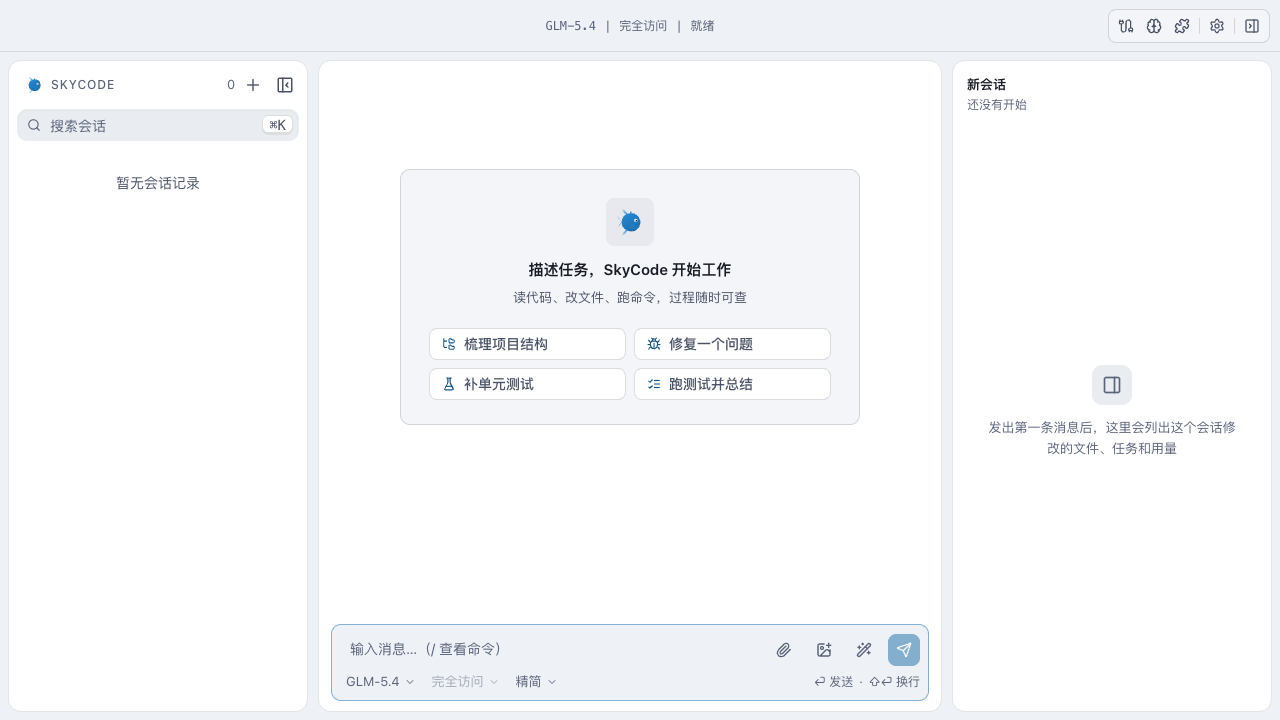 GLM-5.4 | 完全访问 | 就绪
SKYCODE
0
搜索会话
⌘K
暂无会话记录
描述任务，SkyCode 开始工作
读代码、改文件、跑命令，过程随时可查
梳理项目结构
修复一个问题
补单元测试
跑测试并总结
输入消息...（/ 查看命令）
GLM-5.4
完全访问
精简
⏎ 发送 · ⇧⏎ 换行
新会话
还没有开始
发出第一条消息后，这里会列出这个会话修
改的文件、任务和用量